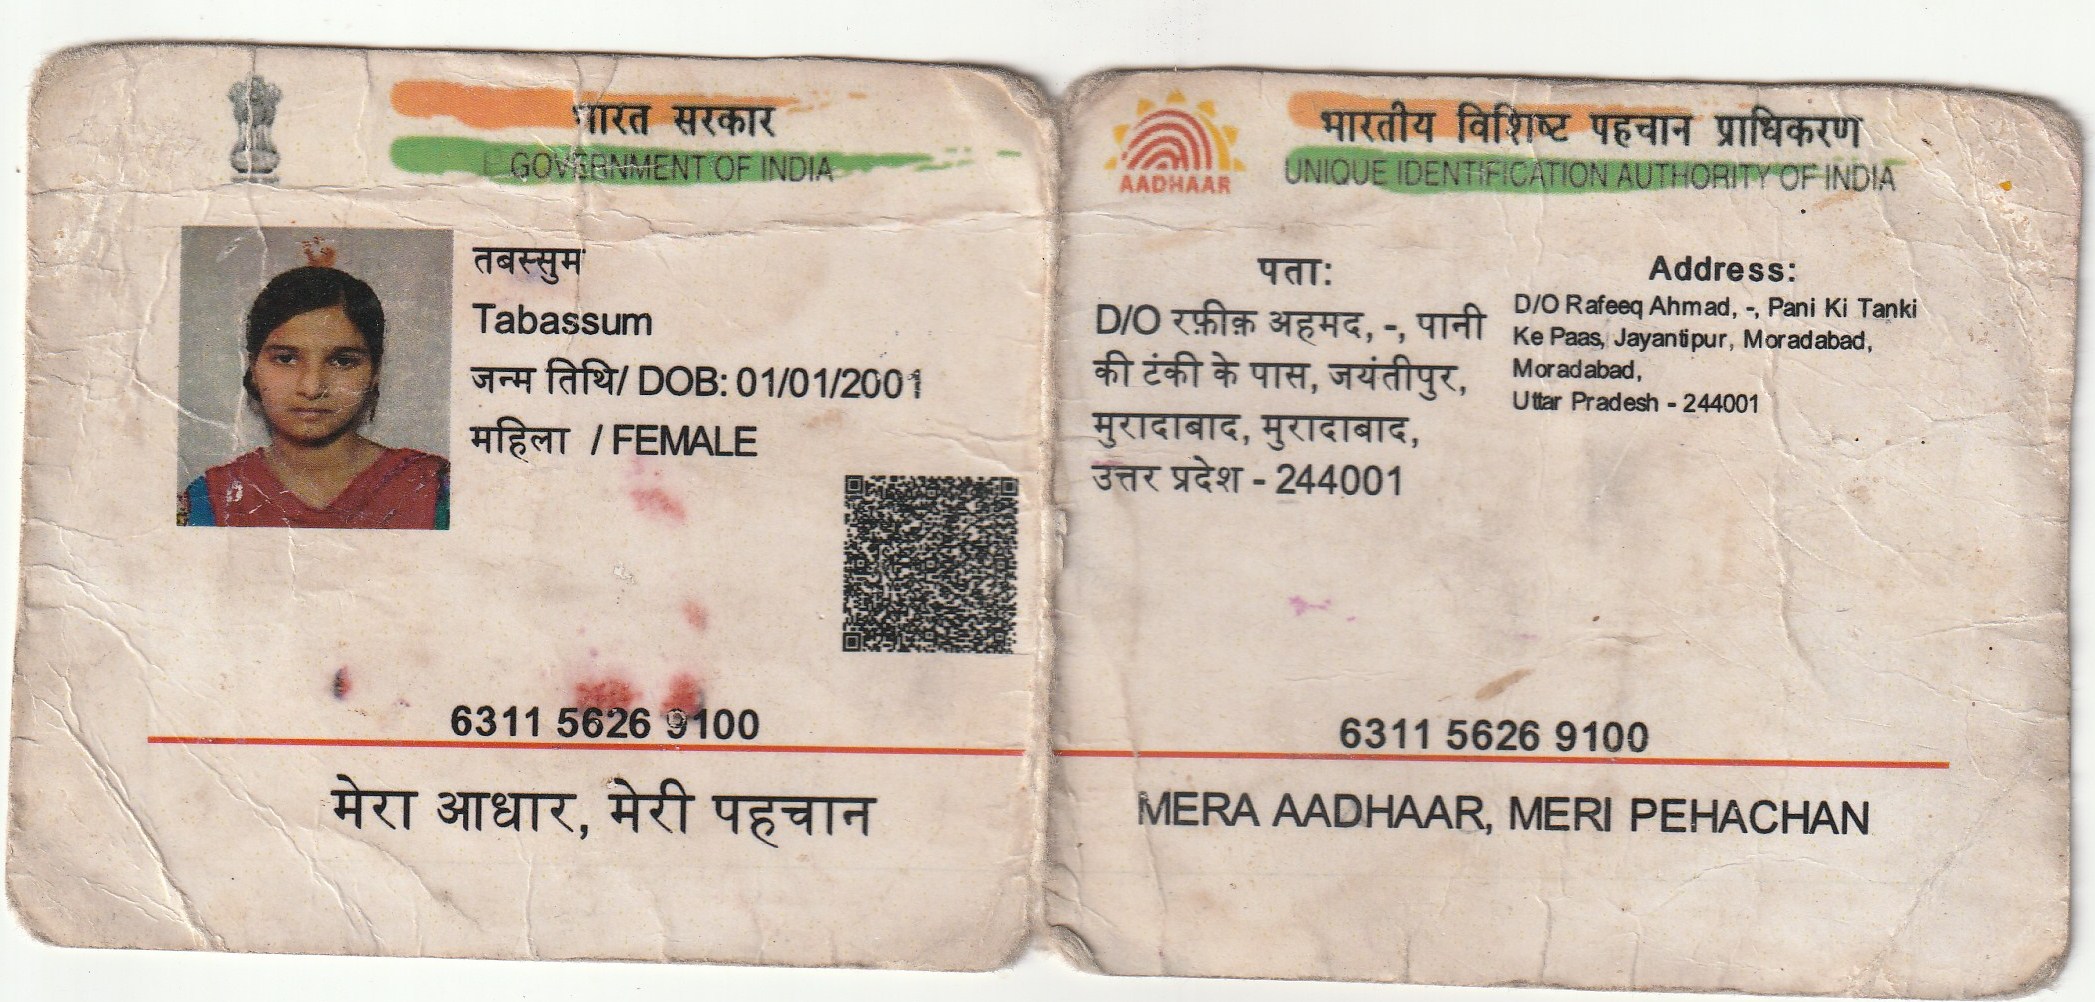 भारत सरकार
GOVERNMENT OF INDIA
तबस्सुम
Tabassum
जन्म तिथि/ DOB: 01/01/2001
महिला / FEMALE
6311 5626 9100
मेरा आधार, मेरी पहचान
भारतीय विशिष्ट पहचान प्राधिकरण
UNIQUE IDENTIFICATION AUTHORITY OF INDIA
AADHAAR
पता:
D/O रफ़ीक़ अहमद, -, पानी
की टंकी के पास, जयंतीपुर,
मुरादाबाद, मुरादाबाद,
उत्तर प्रदेश - 244001
Address:
D/O Rafeeq Ahmad, -, Pani Ki Tanki
Ke Paas, Jayantipur, Moradabad,
Moradabad,
Uttar Pradesh - 244001
6311 5626 9100
MERA AADHAAR, MERI PEHACHAN